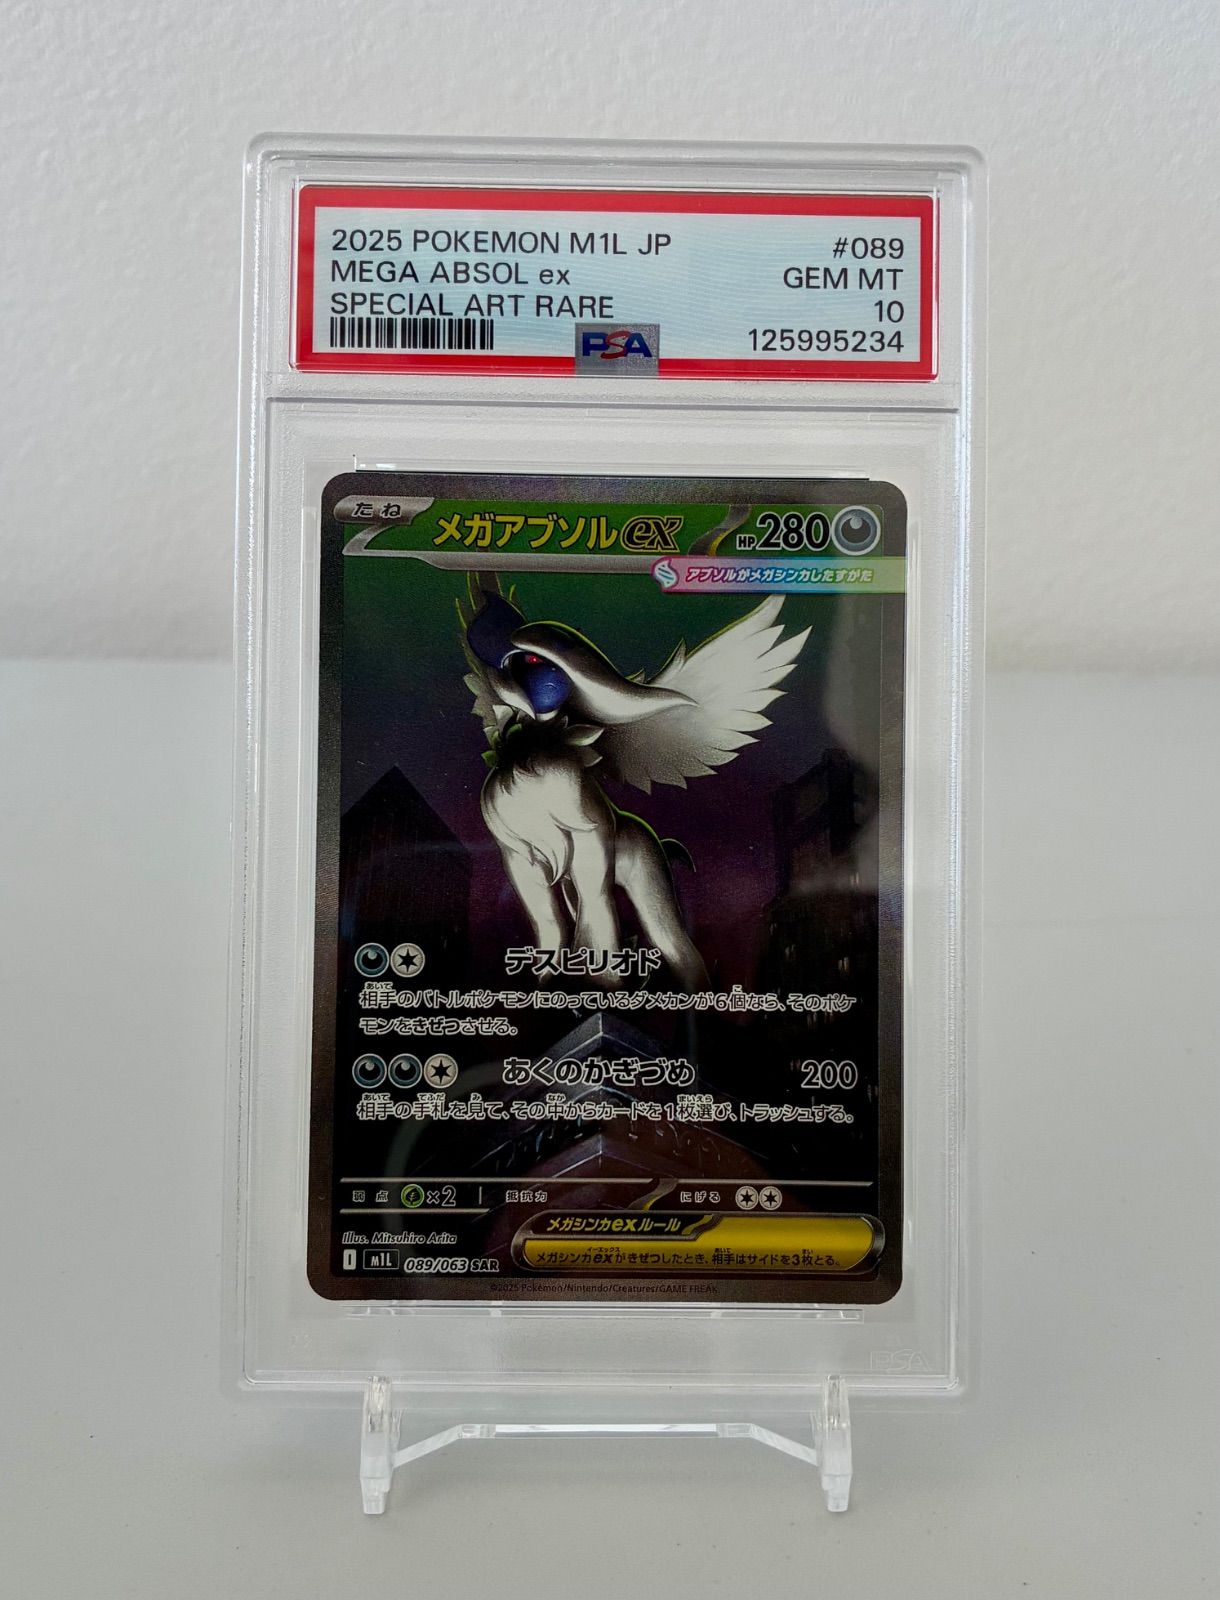 2025 POKEMON M1L JP #089
MEGA ABSOL ex GEM MT
SPECIAL ART RARE 10
PSA 125995234
たね メガアブソルex HP280
アブソルがメガシンカしたすがた
デスピリオド
相手のバトルポケモンにのっているダメカンが6個なら、そのポケ
モンをきぜつさせる。
あくのかぎづめ 200
相手の手札を見て、その中からカードを1枚選び、トラッシュする。
弱点 ×2 抵抗力 にげる
メガシンカexルール
Illus. Mitsuhiro Arita
メガシンカexがきぜつしたとき、相手はサイドを3枚とる。
I M1L 089/063 SAR
©2025 Pokémon/Nintendo/Creatures/GAME FREAK
PSA